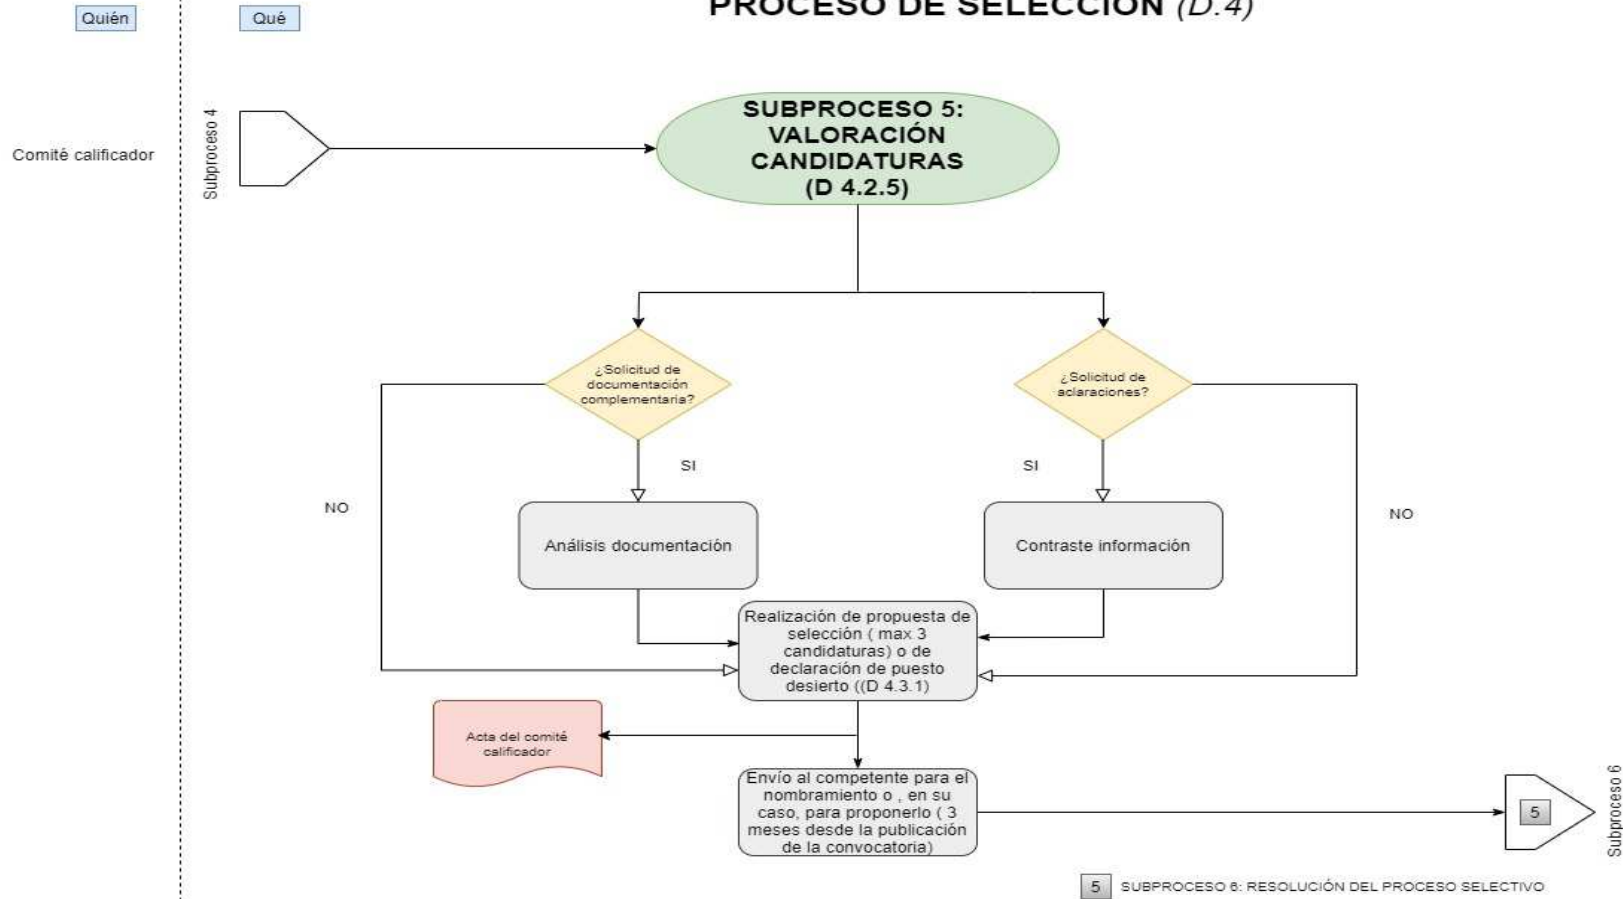 PROCESO DE SELECCIÓN (D.4)
Quién
Qué
Comité calificador
Subproceso 4
SUBPROCESO 5:
VALORACIÓN
CANDIDATURAS
(D 4.2.5)
¿Solicitud de
documentación
complementaria?
¿Solicitud de
aclaraciones?
SI
SI
NO
NO
Análisis documentación
Contraste información
Realización de propuesta de
selección ( max 3
candidaturas) o de
declaración de puesto
desierto ((D 4.3.1)
Acta del comité
calificador
Envío al competente para el
nombramiento o , en su
caso, para proponerlo ( 3
meses desde la publicación
de la convocatoria)
5
Subproceso 6
5 SUBPROCESO 6: RESOLUCIÓN DEL PROCESO SELECTIVO